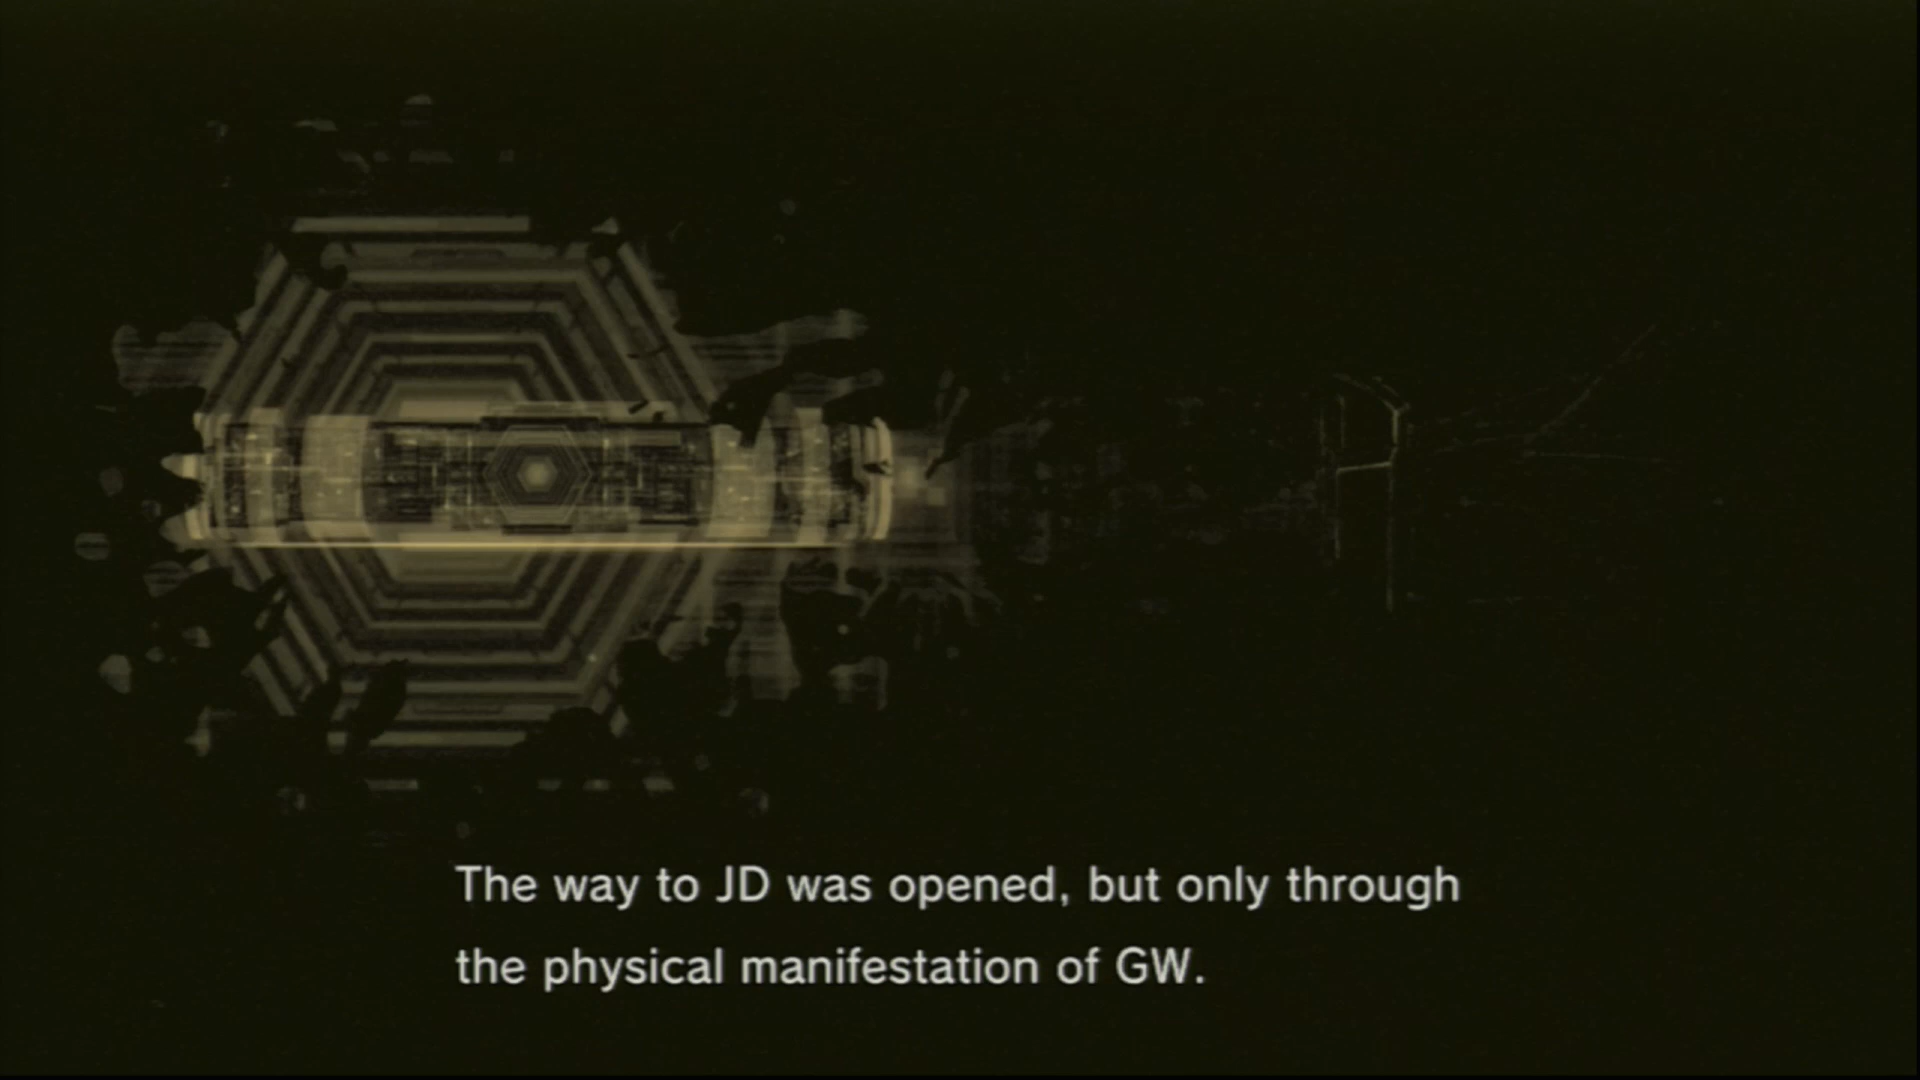 The way to JD was opened, but only through
the physical manifestation of GW.